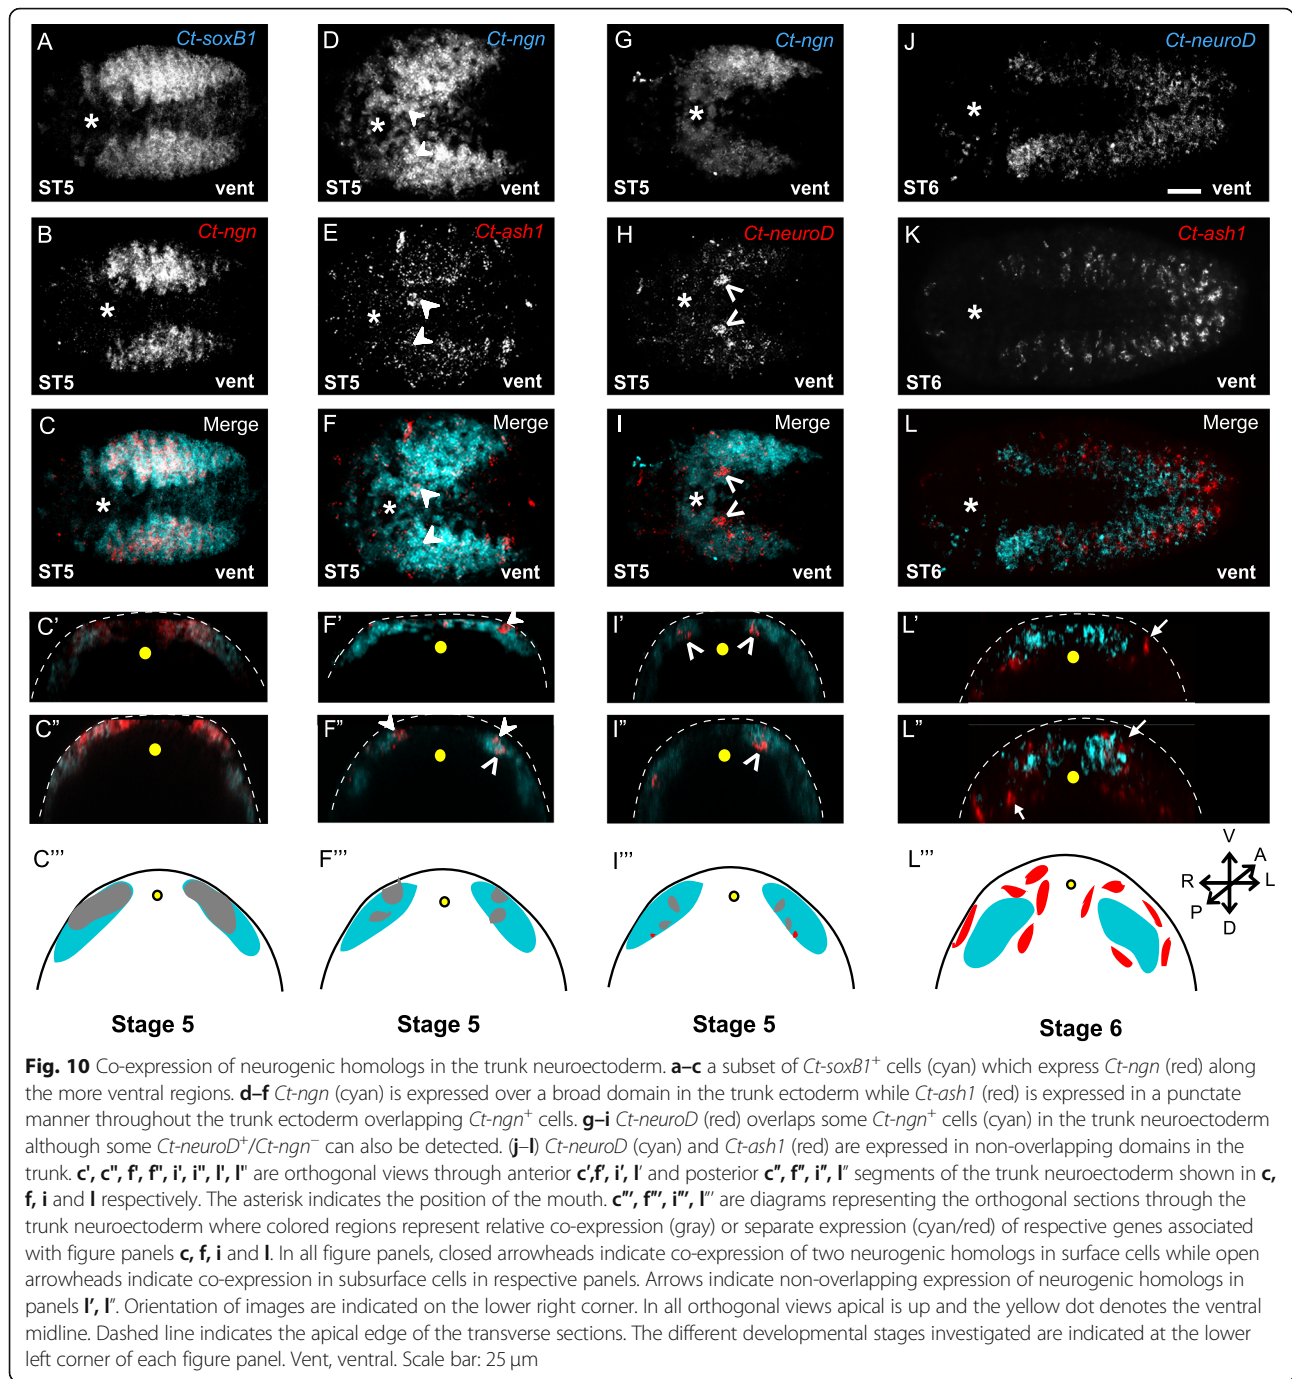 A Ct-soxB1
ST5 vent
D Ct-ngn
ST5 vent
G Ct-ngn
ST5 vent
J Ct-neuroD
ST6 vent
B Ct-ngn
ST5 vent
E Ct-ash1
ST5 vent
H Ct-neuroD
ST5 vent
K Ct-ash1
ST6 vent
C Merge
ST5 vent
F Merge
ST5 vent
I Merge
ST5 vent
L Merge
ST6 vent
C'
F'
I'
L'
C"
F"
I"
L"
C'''
F'''
I'''
L'''
V
A
R L
P
D
Stage 5
Stage 5
Stage 5
Stage 6
Fig. 10 Co-expression of neurogenic homologs in the trunk neuroectoderm. a–c a subset of Ct-soxB1+ cells (cyan) which express Ct-ngn (red) along
the more ventral regions. d–f Ct-ngn (cyan) is expressed over a broad domain in the trunk ectoderm while Ct-ash1 (red) is expressed in a punctate
manner throughout the trunk ectoderm overlapping Ct-ngn+ cells. g–i Ct-neuroD (red) overlaps some Ct-ngn+ cells (cyan) in the trunk neuroectoderm
although some Ct-neuroD+/Ct-ngn− can also be detected. (j–l) Ct-neuroD (cyan) and Ct-ash1 (red) are expressed in non-overlapping domains in the
trunk. c', c", f', f", i', i", l', l" are orthogonal views through anterior c',f', i', l' and posterior c", f", i", l" segments of the trunk neuroectoderm shown in c,
f, i and l respectively. The asterisk indicates the position of the mouth. c''', f''', i''', l''' are diagrams representing the orthogonal sections through the
trunk neuroectoderm where colored regions represent relative co-expression (gray) or separate expression (cyan/red) of respective genes associated
with figure panels c, f, i and l. In all figure panels, closed arrowheads indicate co-expression of two neurogenic homologs in surface cells while open
arrowheads indicate co-expression in subsurface cells in respective panels. Arrows indicate non-overlapping expression of neurogenic homologs in
panels l', l". Orientation of images are indicated on the lower right corner. In all orthogonal views apical is up and the yellow dot denotes the ventral
midline. Dashed line indicates the apical edge of the transverse sections. The different developmental stages investigated are indicated at the lower
left corner of each figure panel. Vent, ventral. Scale bar: 25 μm